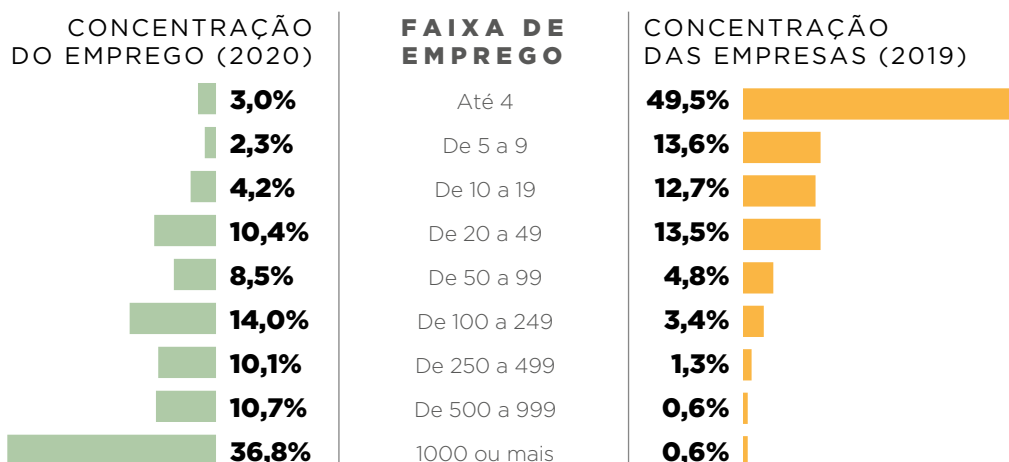 CONCENTRAÇÃO
DO EMPREGO (2020)
FAIXA DE
EMPREGO
CONCENTRAÇÃO
DAS EMPRESAS (2019)
3,0% Até 4 49,5%
2,3% De 5 a 9 13,6%
4,2% De 10 a 19 12,7%
10,4% De 20 a 49 13,5%
8,5% De 50 a 99 4,8%
14,0% De 100 a 249 3,4%
10,1% De 250 a 499 1,3%
10,7% De 500 a 999 0,6%
36,8% 1000 ou mais 0,6%